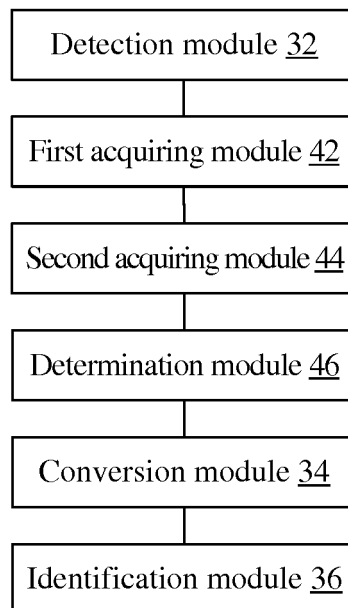 Detection module 32
First acquiring module 42
Second acquiring module 44
Determination module 46
Conversion module 34
Identification module 36